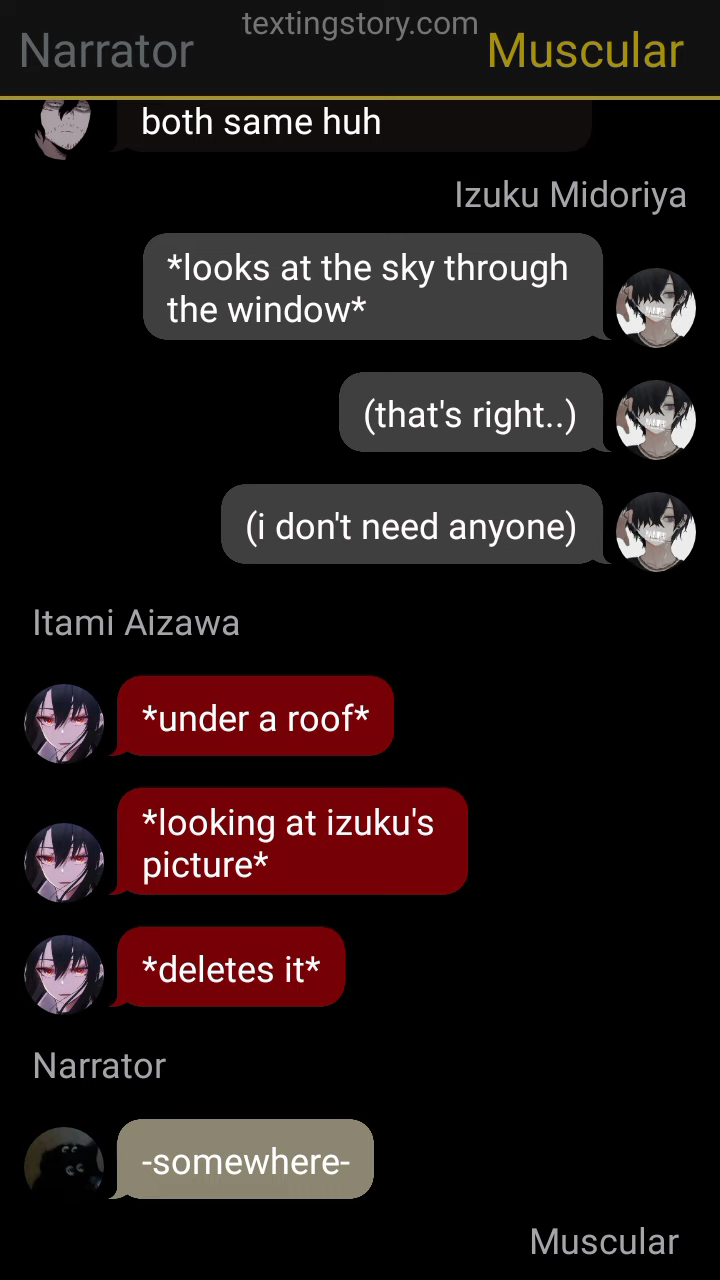 textingstory.com
Narrator
Muscular
both same huh
Izuku Midoriya
*looks at the sky through
the window*
(that's right..)
(i don't need anyone)
Itami Aizawa
*under a roof*
*looking at izuku's
picture*
*deletes it*
Narrator
-somewhere-
Muscular